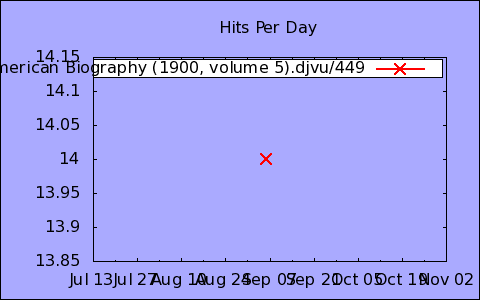 Hits Per Day
14.15
merican Biography (1900, volume 5).djvu/449
14.1
14.05
14
13.95
13.9
13.85
Jul 13 Jul 27 Aug 10 Aug 24 Sep 07 Sep 21 Oct 05 Oct 19 Nov 02